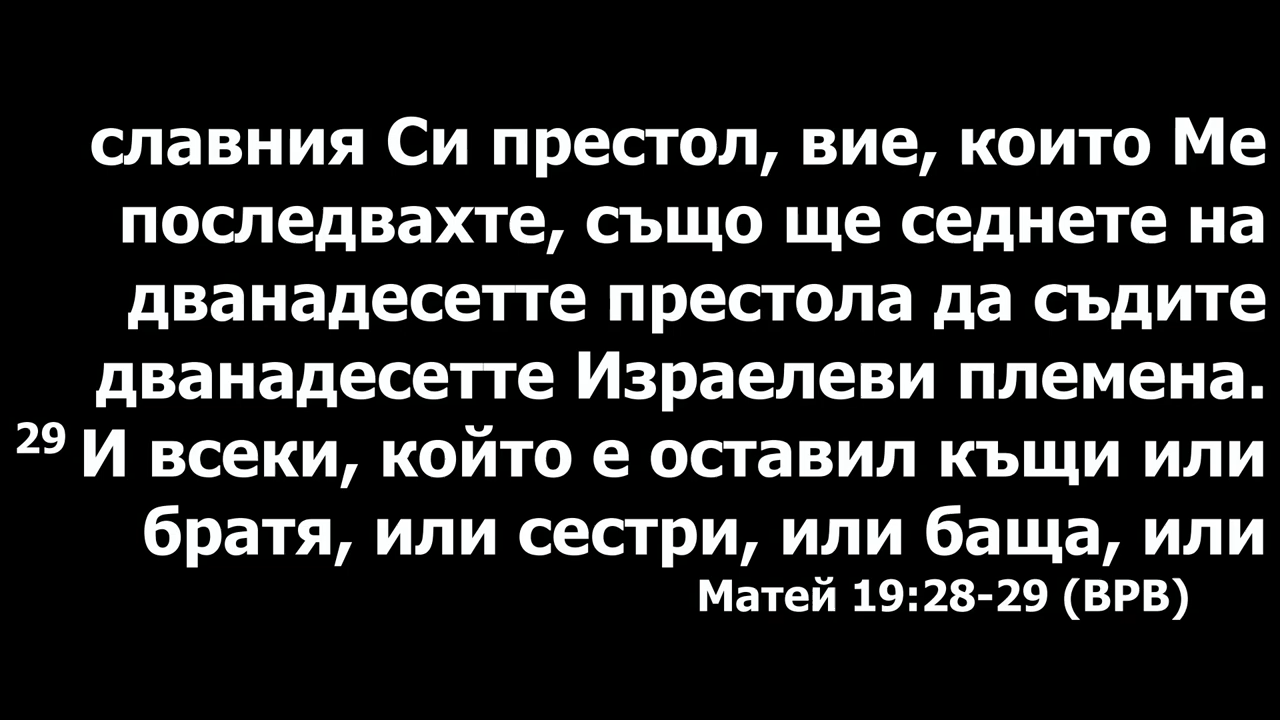 славния Си престол, вие, които Ме
последвахте, също ще седнете на
дванадесетте престола да съдите
дванадесетте Израелеви племена.
29 И всеки, който е оставил къщи или
братя, или сестри, или баща, или
Матей 19:28-29 (ВРВ)